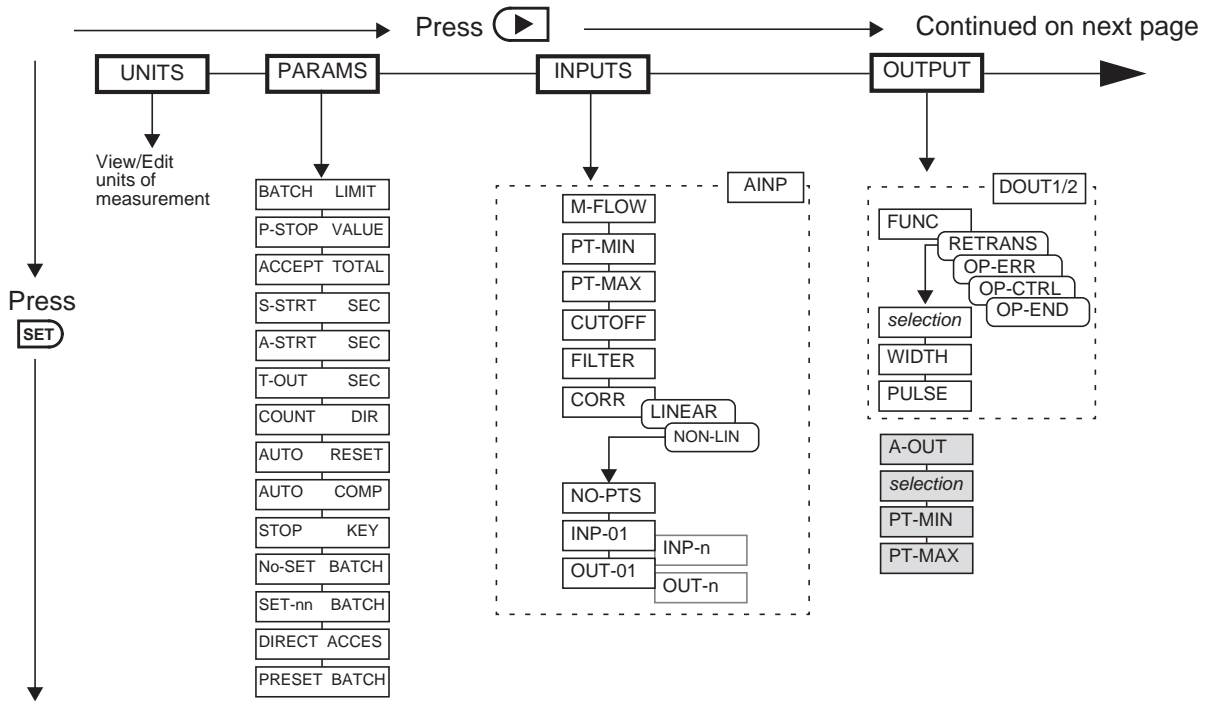 Press
Continued on next page
UNITS
PARAMS
INPUTS
OUTPUT
Press
SET
View/Edit
units of
measurement
BATCH LIMIT
P-STOP VALUE
ACCEPT TOTAL
S-STRT SEC
A-STRT SEC
T-OUT SEC
COUNT DIR
AUTO RESET
AUTO COMP
STOP KEY
No-SET BATCH
SET-nn BATCH
DIRECT ACCES
PRESET BATCH
AINP
M-FLOW
PT-MIN
PT-MAX
CUTOFF
FILTER
CORR
LINEAR
NON-LIN
NO-PTS
INP-01
INP-n
OUT-01
OUT-n
DOUT1/2
FUNC
RETRANS
OP-ERR
OP-CTRL
OP-END
selection
WIDTH
PULSE
A-OUT
selection
PT-MIN
PT-MAX